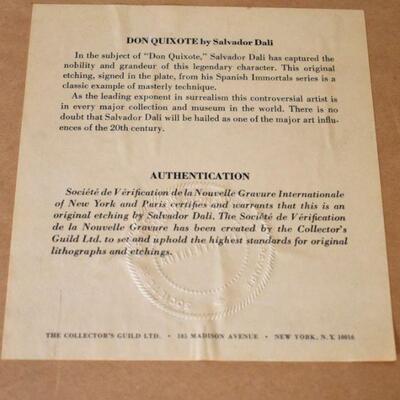 DON QUIXOTE by Salvador Dali
In the subject of "Don Quixote," Salvador Dali has captured the
nobility and grandeur of this legendary character. This original
etching, signed in the plate, from his Spanish Immortals series is a
classic example of masterly technique.
As the leading exponent in surrealism this controversial artist is
in every major collection and museum in the world. There is no
doubt that Salvador Dali will be hailed as one of the major art influ-
ences of the 20th century.
AUTHENTICATION
Société de Vérification de la Nouvelle Gravure Internationale
of New York and Paris certifies and warrants that this is an
original etching by Salvador Dali. The Société de Vérification
de la Nouvelle Gravure has been created by the Collector's
Guild Ltd. to set and uphold the highest standards for original
lithographs and etchings.
THE COLLECTOR'S GUILD LTD. • 185 MADISON AVENUE • NEW YORK, N.Y. 10016